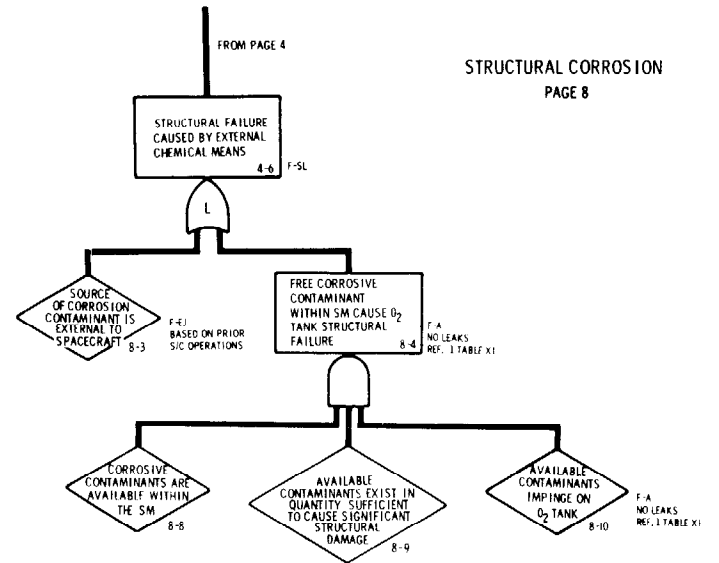 FROM PAGE 4
STRUCTURAL CORROSION
PAGE 8
STRUCTURAL FAILURE
CAUSED BY EXTERNAL
CHEMICAL MEANS
4-6
F-SL
L
SOURCE
OF CORROSION
CONTAMINANT IS
EXTERNAL TO
SPACECRAFT
8-3
F-EJ
BASED ON PRIOR
S/C OPERATIONS
FREE CORROSIVE
CONTAMINANT
WITHIN SM CAUSE O2
TANK STRUCTURAL
FAILURE
8-4
F-A
NO LEAKS
REF. 1 TABLE XI
CORROSIVE
CONTAMINANTS ARE
AVAILABLE WITHIN
THE SM
8-8
AVAILABLE
CONTAMINANTS EXIST IN
QUANTITY SUFFICIENT
TO CAUSE SIGNIFICANT
STRUCTURAL
DAMAGE
8-9
AVAILABLE
CONTAMINANTS
IMPINGE ON
O2 TANK
8-10
F-A
NO LEAKS
REF. 1 TABLE XI